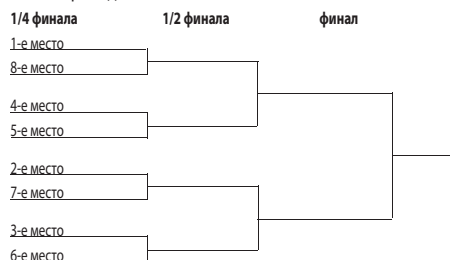 1/4 финала 1/2 финала финал
1-е место
8-е место
4-е место
5-е место
2-е место
7-е место
3-е место
6-е место